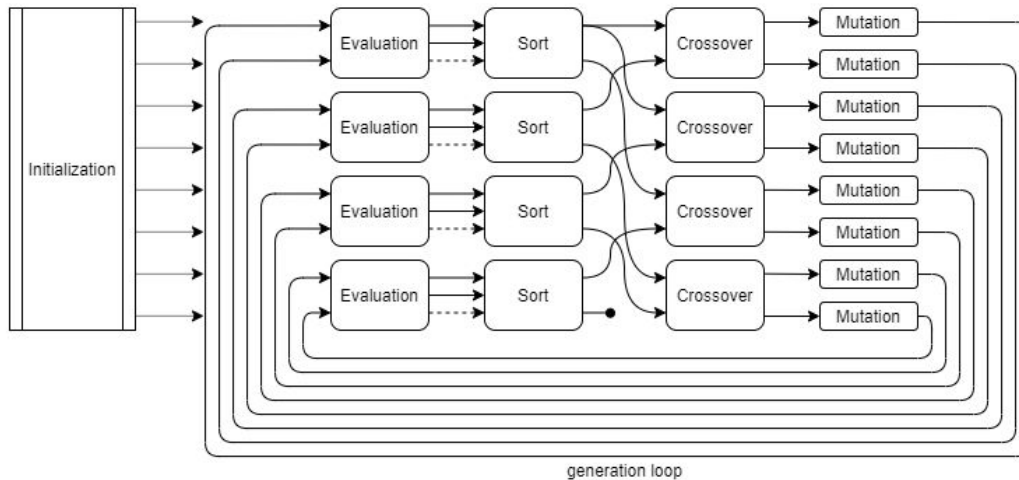 Mutation
Evaluation
Sort
Crossover
Mutation
Mutation
Evaluation
Sort
Crossover
Mutation
Initialization
Mutation
Evaluation
Sort
Crossover
Mutation
Mutation
Evaluation
Sort
Crossover
Mutation
generation loop